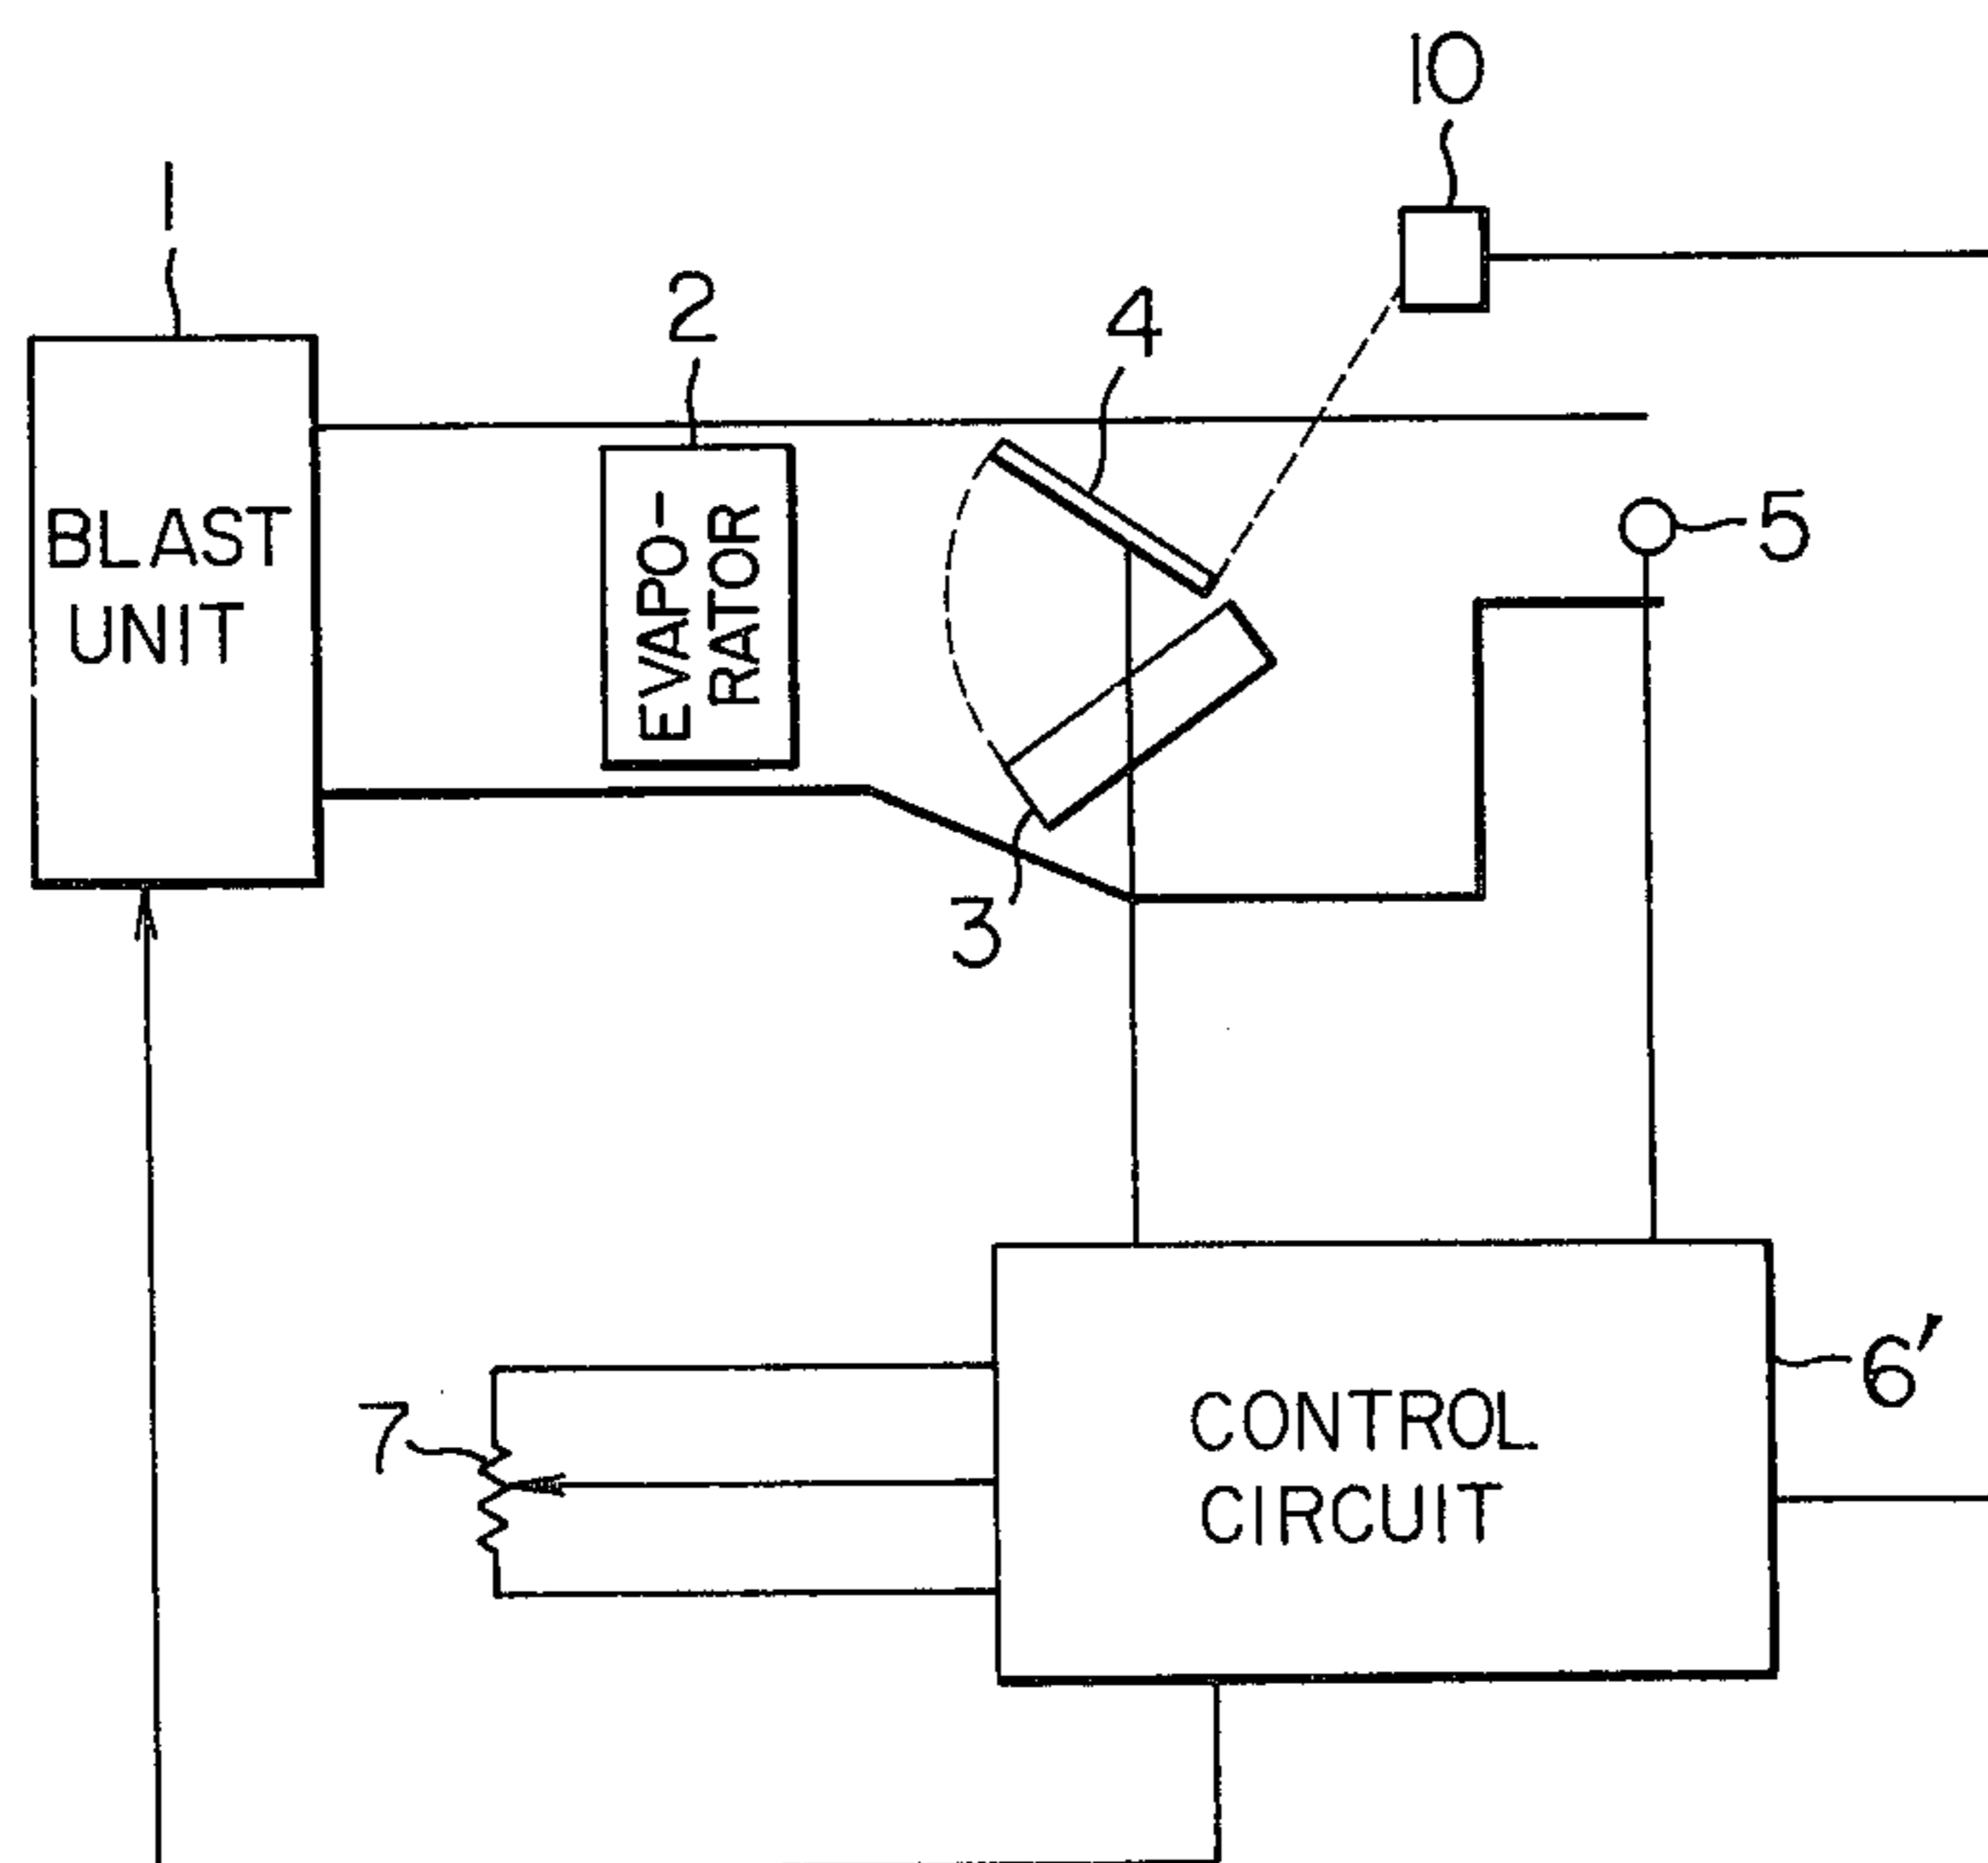 10
1
2
4
5
BLAST
UNIT
EVAPO-
RATOR
3
6'
7
CONTROL
CIRCUIT